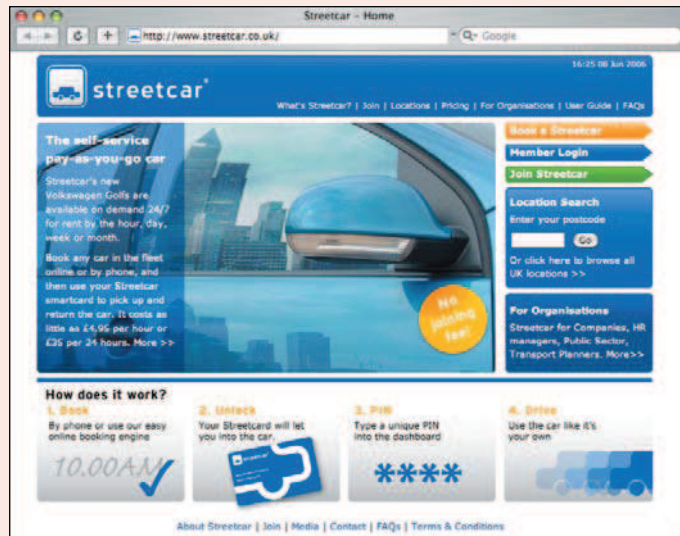 Streetcar – Home
http://www.streetcar.co.uk/
Google
16:25 06 Jun 2006
streetcar
What's Streetcar? | Join | Locations | Pricing | For Organisations | User Guide | FAQs
The self-service
pay-as-you-go car
Streetcar's new
Volkswagen Golfs are
available on demand 24/7
for rent by the hour, day,
week or month.
Book any car in the fleet
online or by phone, and
then use your Streetcar
smartcard to pick up and
return the car. It costs as
little as £4.95 per hour or
£35 per 24 hours. More >>
No
joining
fee!
Book a Streetcar
Member Login
Join Streetcar
Location Search
Enter your postcode
Go
Or click here to browse all
UK locations >>
For Organisations
Streetcar for Companies, HR
managers, Public Sector,
Transport Planners. More>>
How does it work?
1. Book
By phone or use our easy
online booking engine
10.00AM
2. Unlock
Your Streetcard will let
you into the car.
streetcar
3. PIN
Type a unique PIN
into the dashboard
****
4. Drive
Use the car like it's
your own
About Streetcar | Join | Media | Contact | FAQs | Terms & Conditions